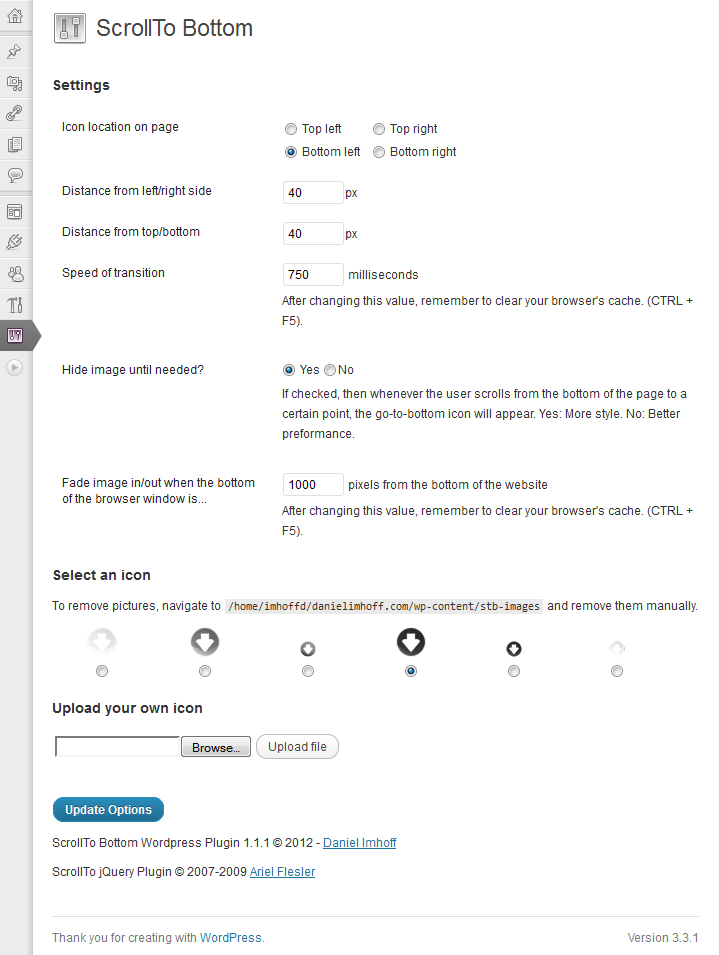 ScrollTo Bottom
Settings
Icon location on page
Top left
Top right
Bottom left
Bottom right
Distance from left/right side
40 px
Distance from top/bottom
40 px
Speed of transition
750 milliseconds
After changing this value, remember to clear your browser's cache. (CTRL +
F5).
Hide image until needed?
Yes No
If checked, then whenever the user scrolls from the bottom of the page to a
certain point, the go-to-bottom icon will appear. Yes: More style. No: Better
preformance.
Fade image in/out when the bottom
of the browser window is...
1000 pixels from the bottom of the website
After changing this value, remember to clear your browser's cache. (CTRL +
F5).
Select an icon
To remove pictures, navigate to /home/imhoffd/danielimhoff.com/wp-content/stb-images and remove them manually.
Upload your own icon
Browse... Upload file
Update Options
ScrollTo Bottom Wordpress Plugin 1.1.1 © 2012 - Daniel Imhoff
ScrollTo jQuery Plugin © 2007-2009 Ariel Flesler
Thank you for creating with WordPress.
Version 3.3.1